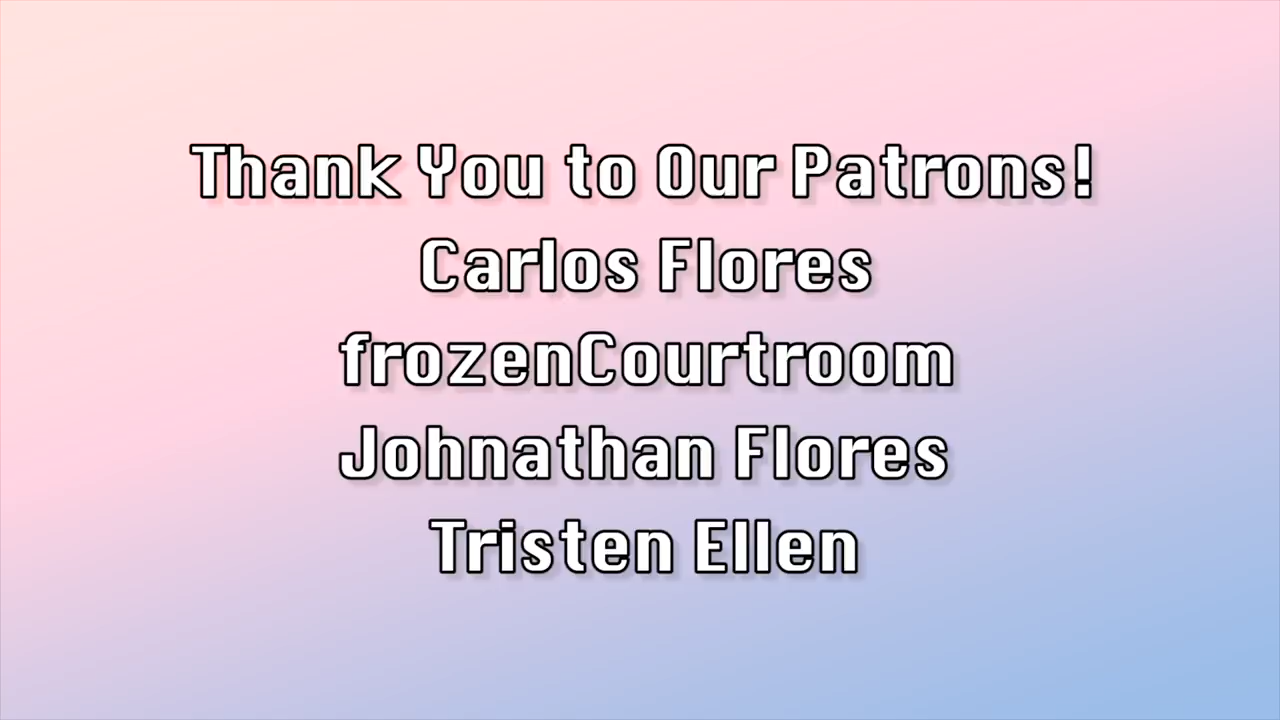 Thank You to Our Patrons!
Carlos Flores
frozenCourtroom
Johnathan Flores
Tristen Ellen